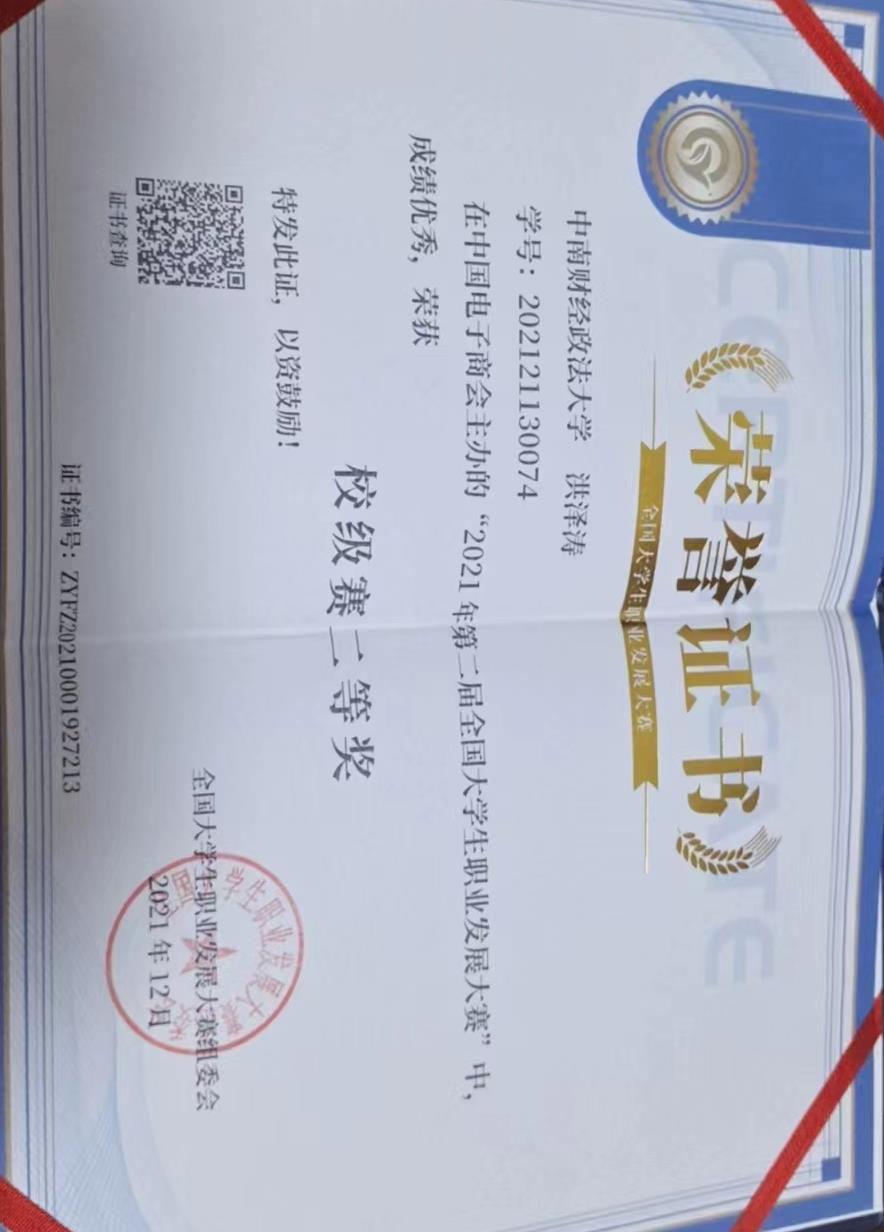 CERTIFICATE
荣誉证书
全国大学生职业发展大赛
中南财经政法大学 洪泽涛
学号：202121130074
在中国电子商会主办的“2021年第二届全国大学生职业发展大赛”中，
成绩优秀，荣获
校级赛二等奖
特发此证，以资鼓励！
全国大学生职业发展大赛组委会
全国大学生职业发展大赛组委会
2021年12月
证书查询
证书编号：ZYFZ20210001927213